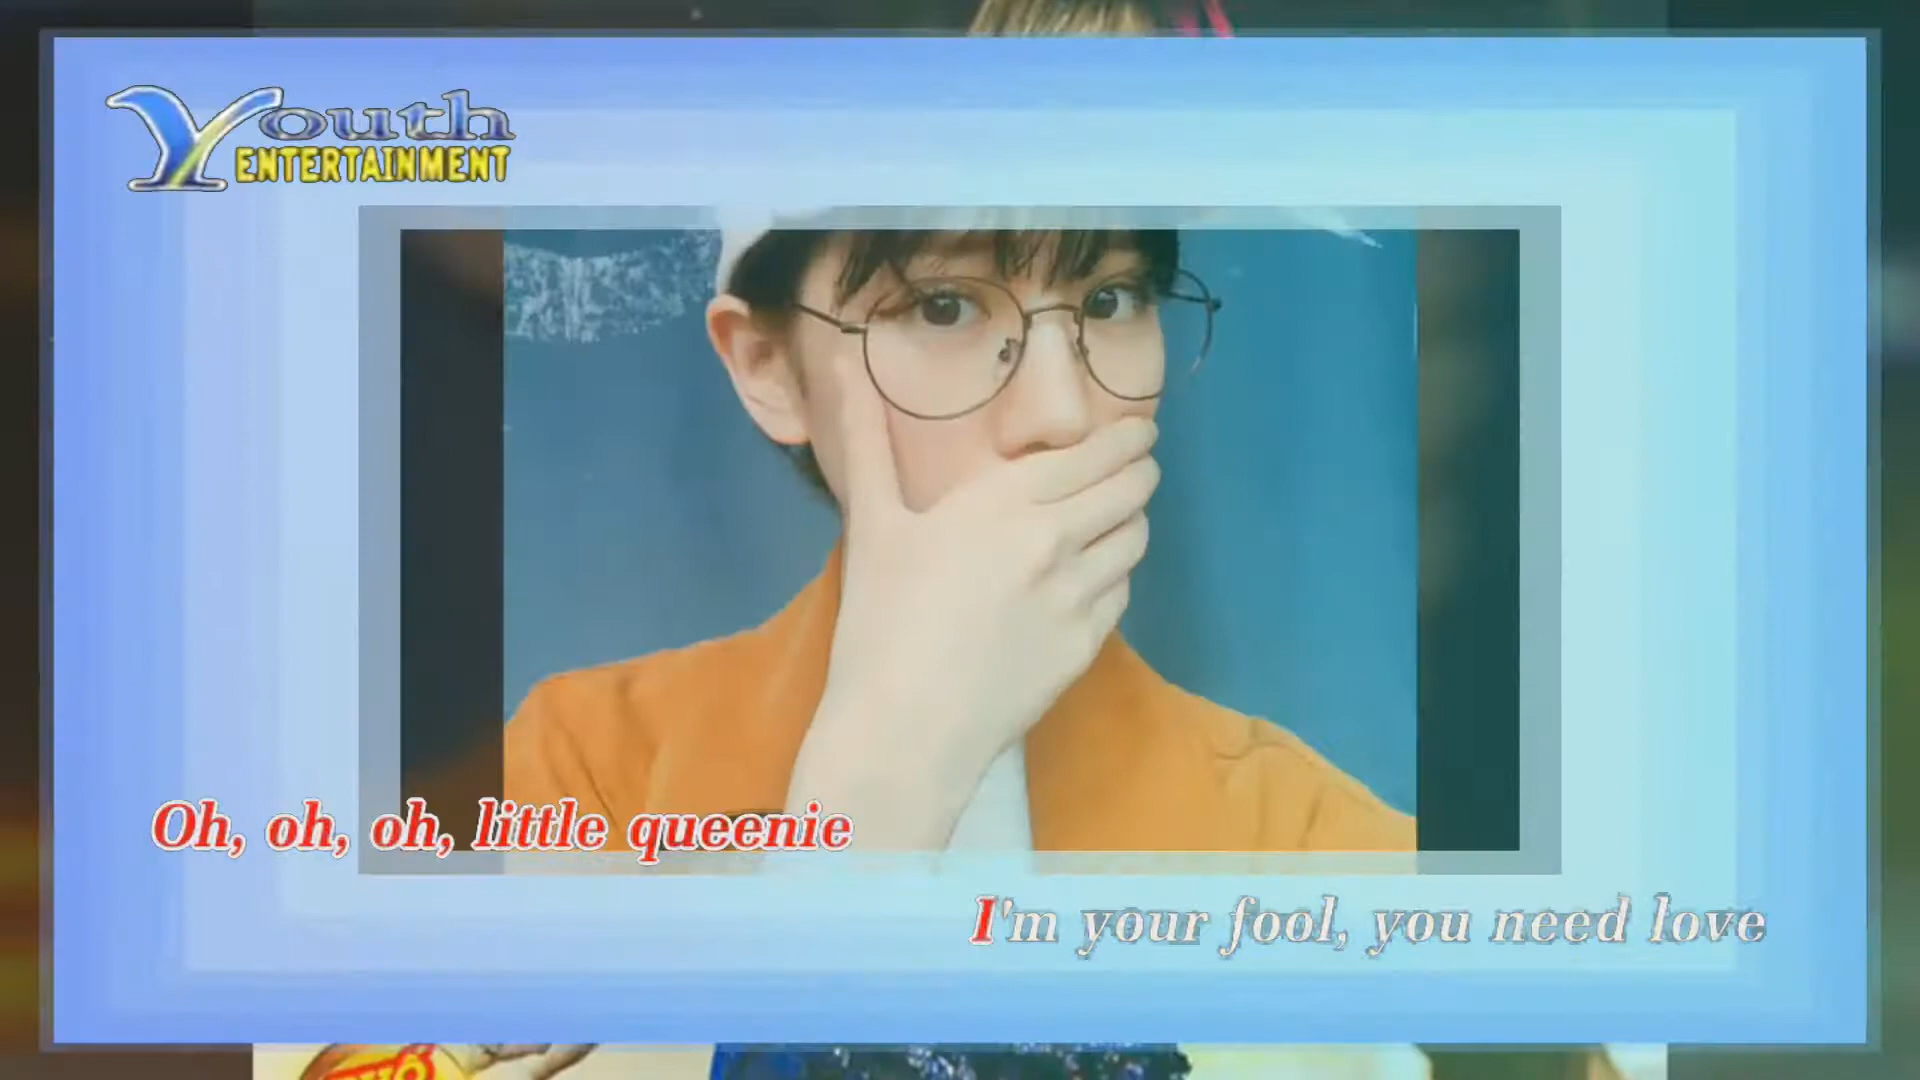 Youth
ENTERTAINMENT
Oh, oh, oh, little queenie
I'm your fool, you need love